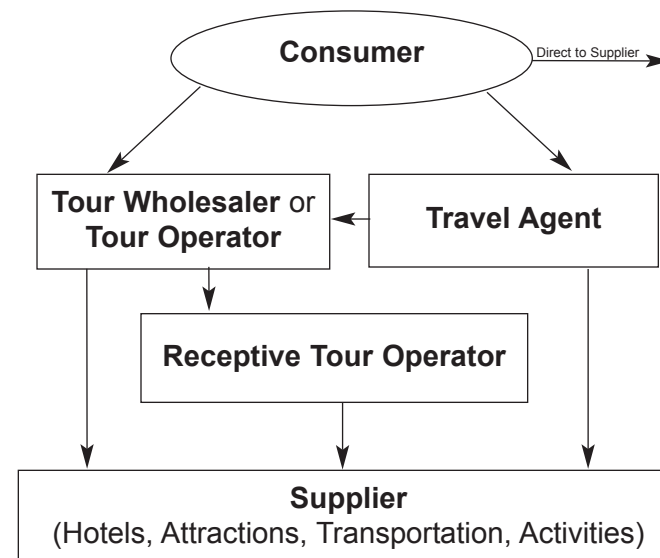 Consumer
Direct to Supplier
Tour Wholesaler or
Tour Operator
Travel Agent
Receptive Tour Operator
Supplier
(Hotels, Attractions, Transportation, Activities)